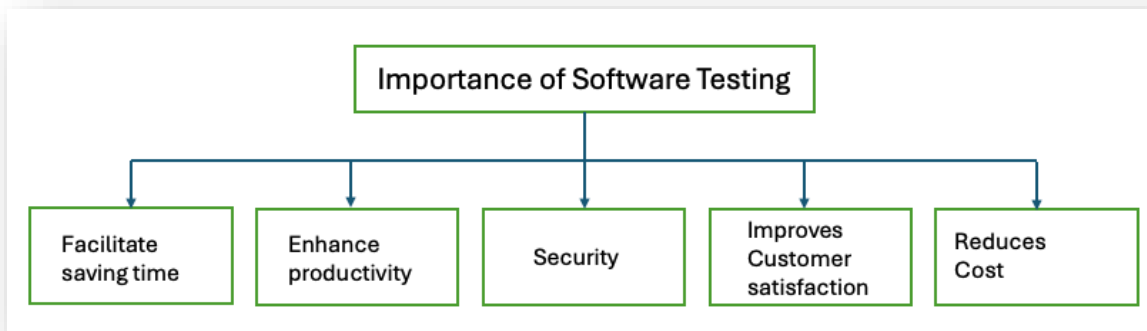 Importance of Software Testing
Facilitate
saving time
Enhance
productivity
Security
Improves
Customer
satisfaction
Reduces
Cost